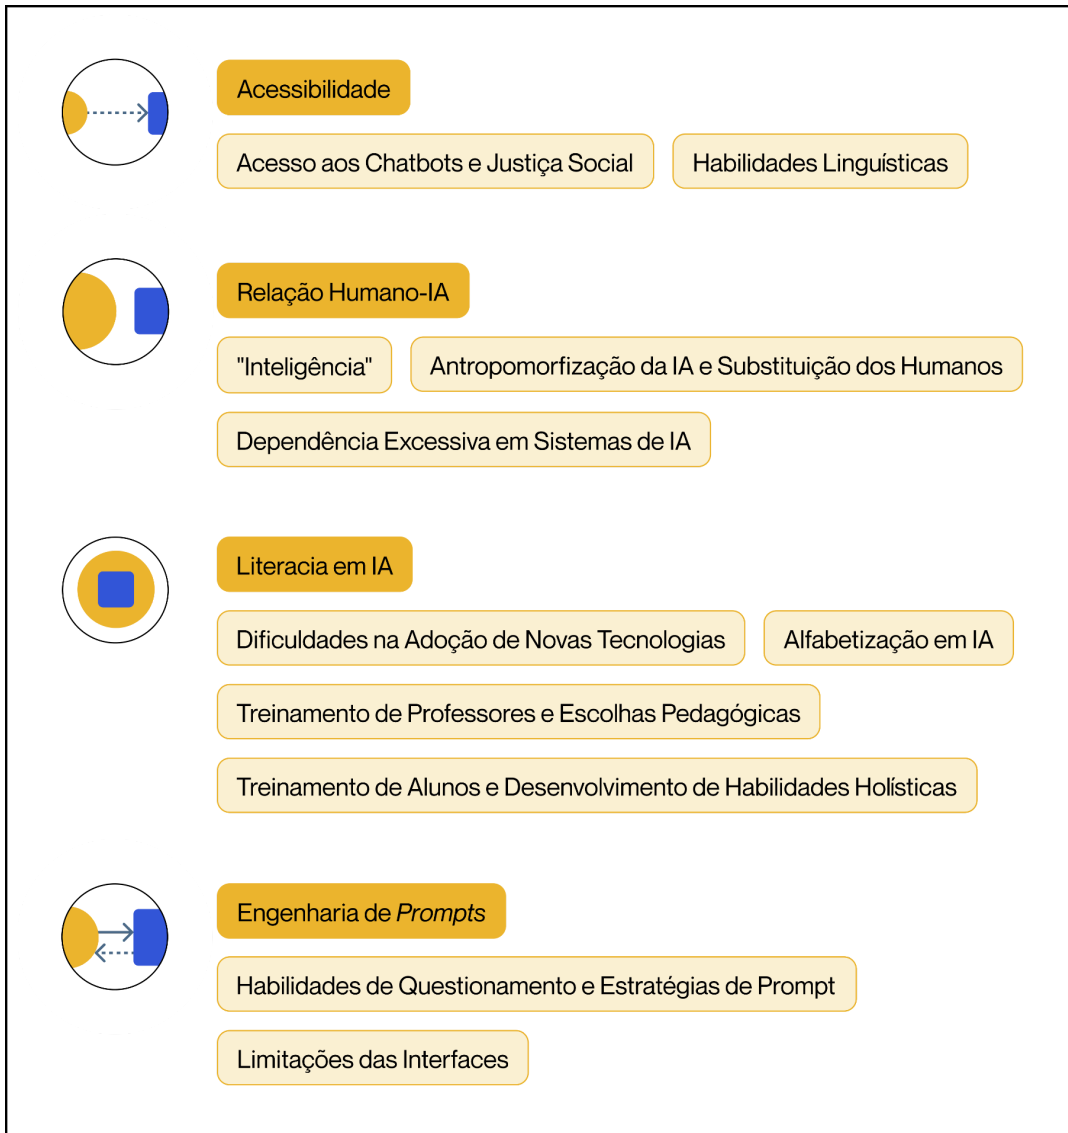 Acessibilidade
Acesso aos Chatbots e Justiça Social
Habilidades Linguísticas
Relação Humano-IA
"Inteligência"
Antropomorfização da IA e Substituição dos Humanos
Dependência Excessiva em Sistemas de IA
Literacia em IA
Dificuldades na Adoção de Novas Tecnologias
Alfabetização em IA
Treinamento de Professores e Escolhas Pedagógicas
Treinamento de Alunos e Desenvolvimento de Habilidades Holísticas
Engenharia de Prompts
Habilidades de Questionamento e Estratégias de Prompt
Limitações das Interfaces